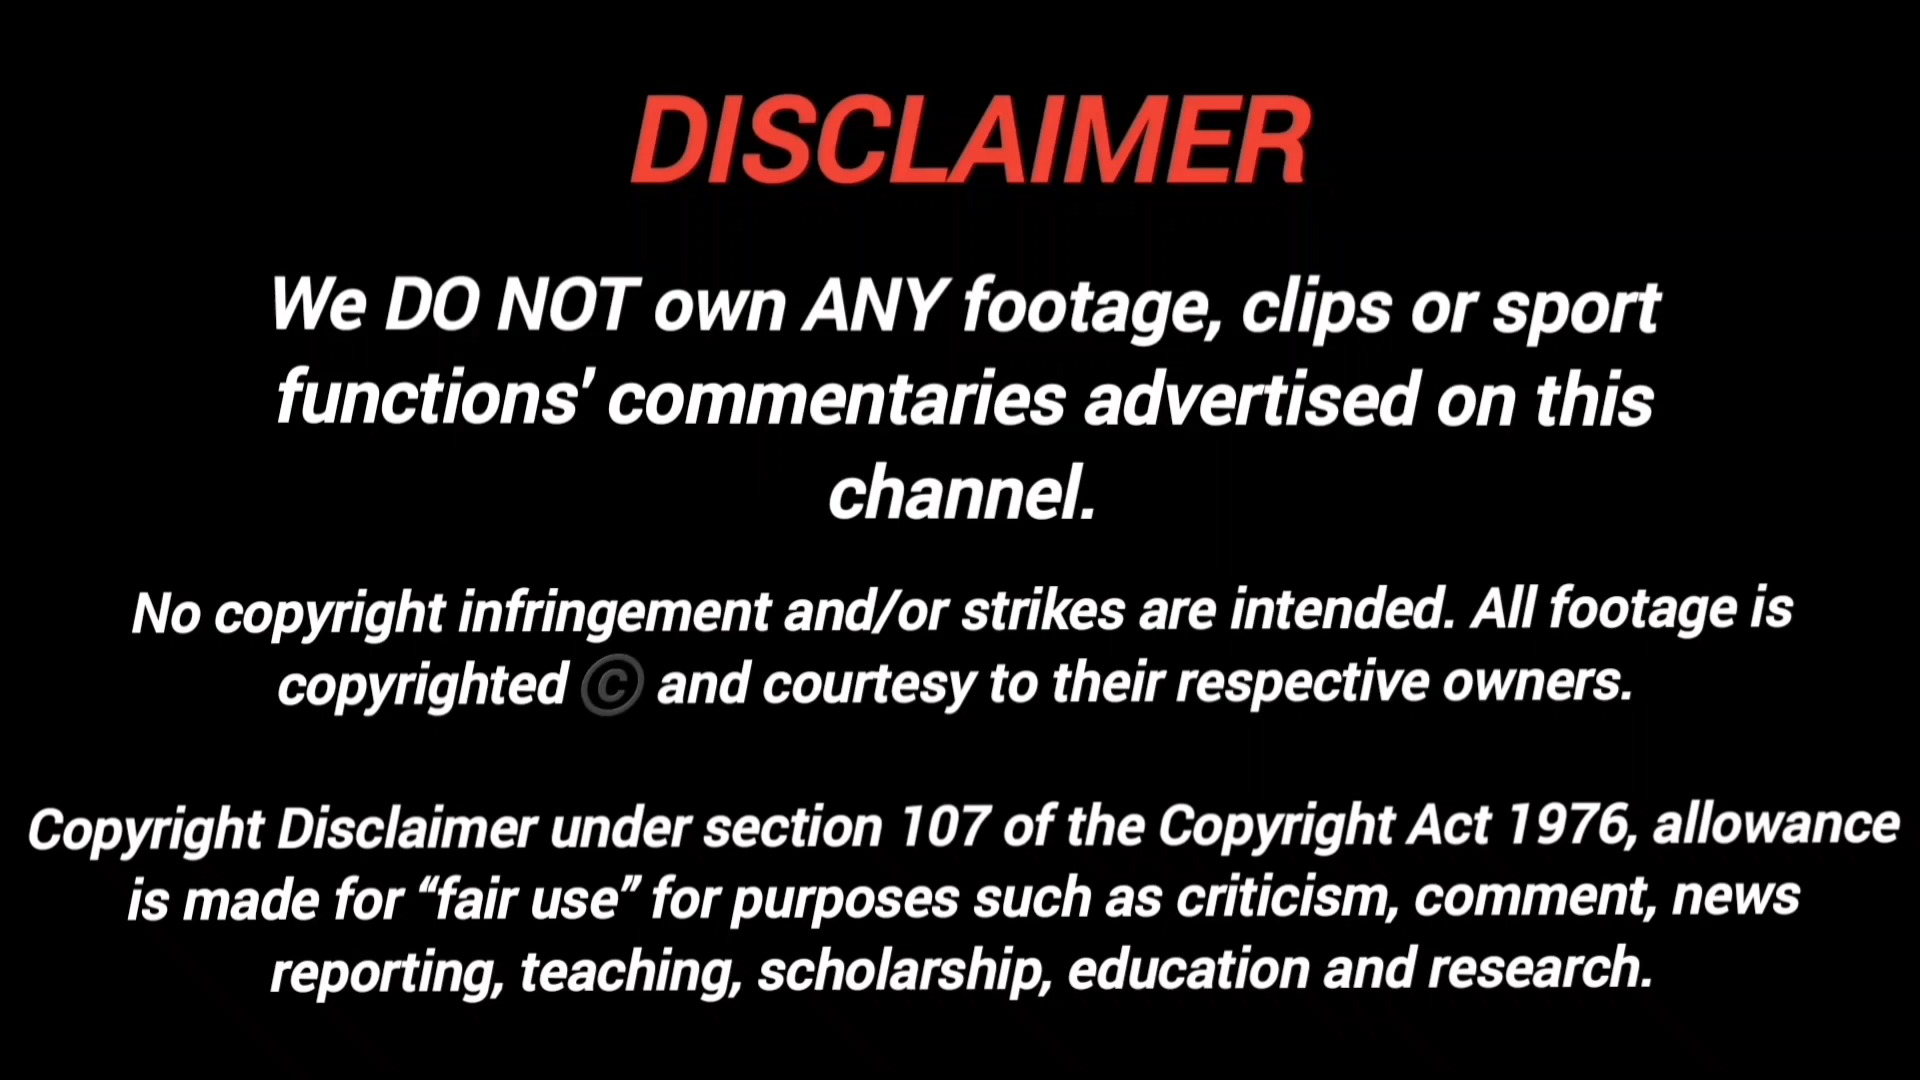 DISCLAIMER
We DO NOT own ANY footage, clips or sport
functions' commentaries advertised on this
channel.
No copyright infringement and/or strikes are intended. All footage is
copyrighted © and courtesy to their respective owners.
Copyright Disclaimer under section 107 of the Copyright Act 1976, allowance
is made for “fair use” for purposes such as criticism, comment, news
reporting, teaching, scholarship, education and research.